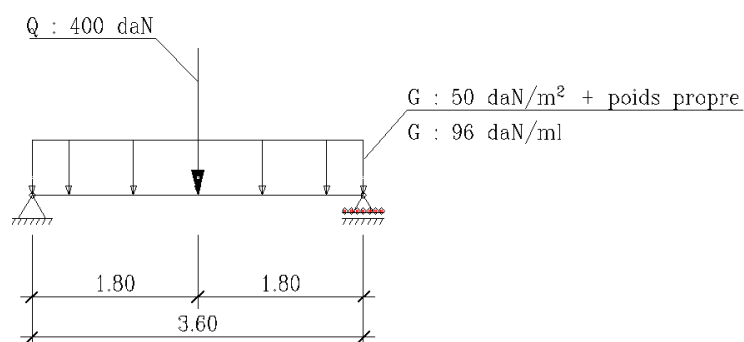 Q : 400 daN
G : 50 daN/m² + poids propre
G : 96 daN/ml
1.80
1.80
3.60